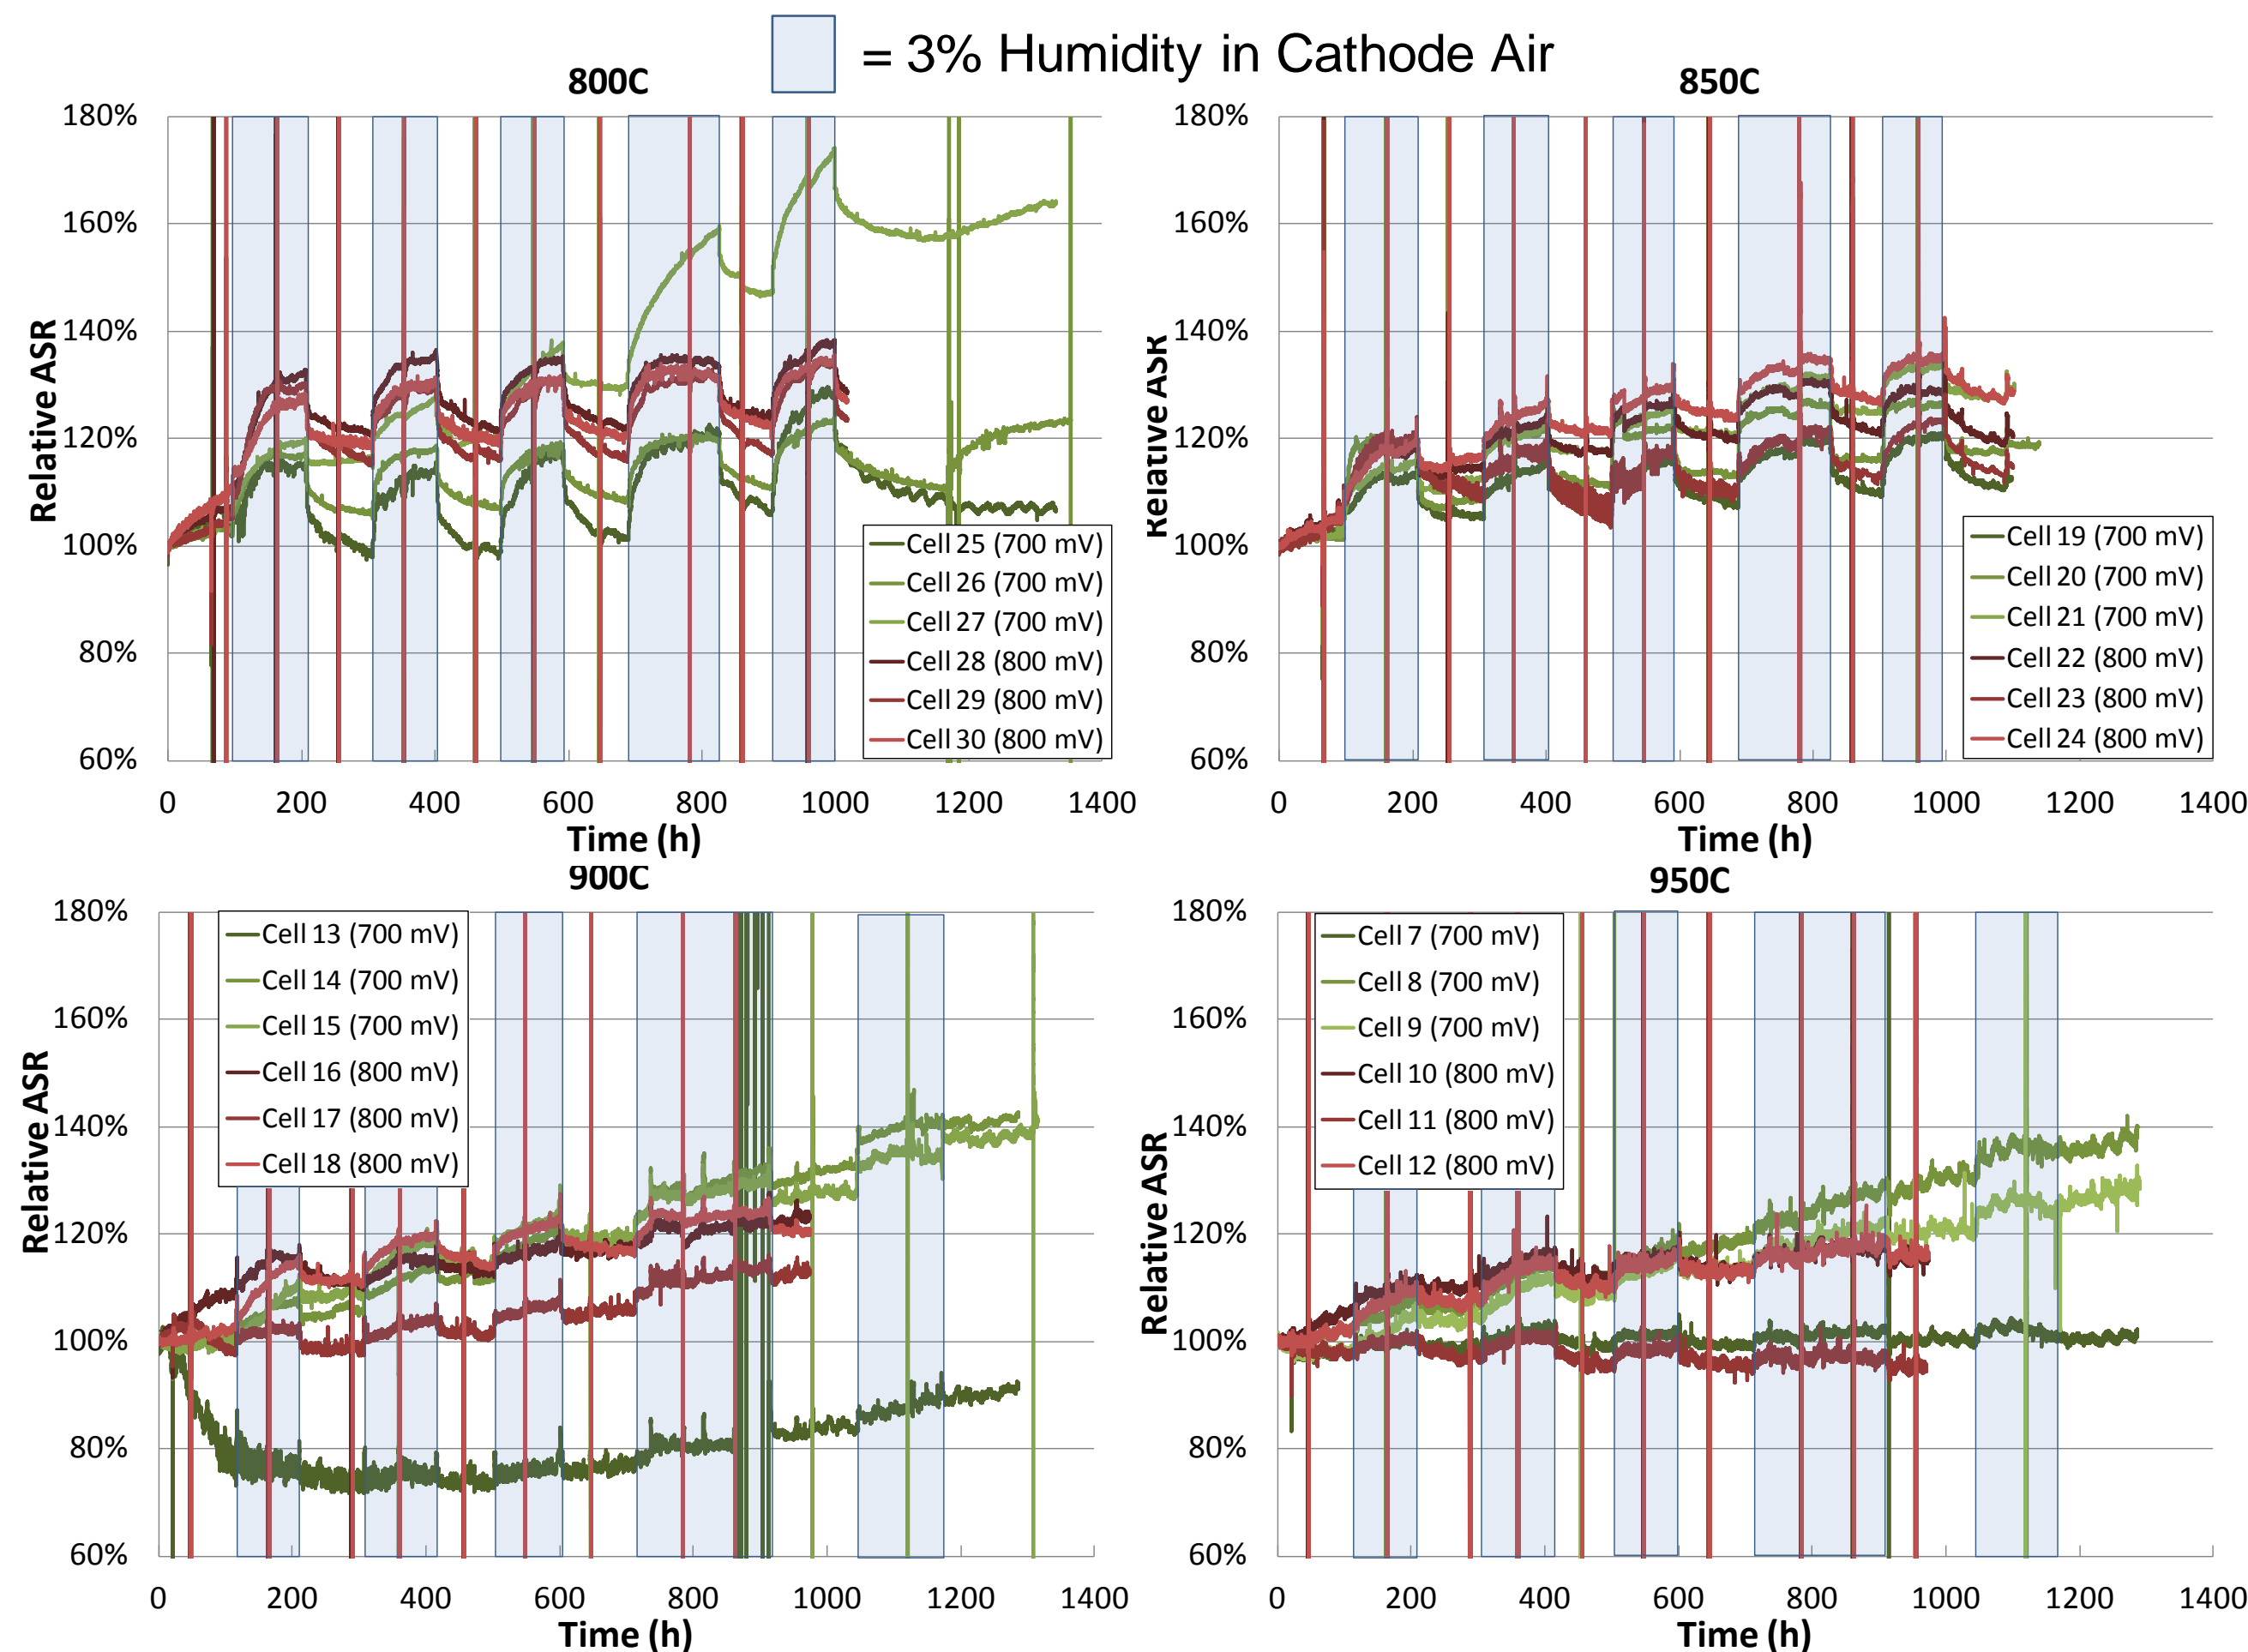 = 3% Humidity in Cathode Air
800C
180%
160%
140%
120%
100%
80%
60%
Relative ASR
0 200 400 600 800 1000 1200 1400
Time (h)
Cell 25 (700 mV)
Cell 26 (700 mV)
Cell 27 (700 mV)
Cell 28 (800 mV)
Cell 29 (800 mV)
Cell 30 (800 mV)
850C
180%
160%
140%
120%
100%
80%
60%
Relative ASR
0 200 400 600 800 1000 1200 1400
Time (h)
Cell 19 (700 mV)
Cell 20 (700 mV)
Cell 21 (700 mV)
Cell 22 (800 mV)
Cell 23 (800 mV)
Cell 24 (800 mV)
900C
180%
160%
140%
120%
100%
80%
60%
Relative ASR
0 200 400 600 800 1000 1200 1400
Time (h)
Cell 13 (700 mV)
Cell 14 (700 mV)
Cell 15 (700 mV)
Cell 16 (800 mV)
Cell 17 (800 mV)
Cell 18 (800 mV)
950C
180%
160%
140%
120%
100%
80%
60%
Relative ASR
0 200 400 600 800 1000 1200 1400
Time (h)
Cell 7 (700 mV)
Cell 8 (700 mV)
Cell 9 (700 mV)
Cell 10 (800 mV)
Cell 11 (800 mV)
Cell 12 (800 mV)